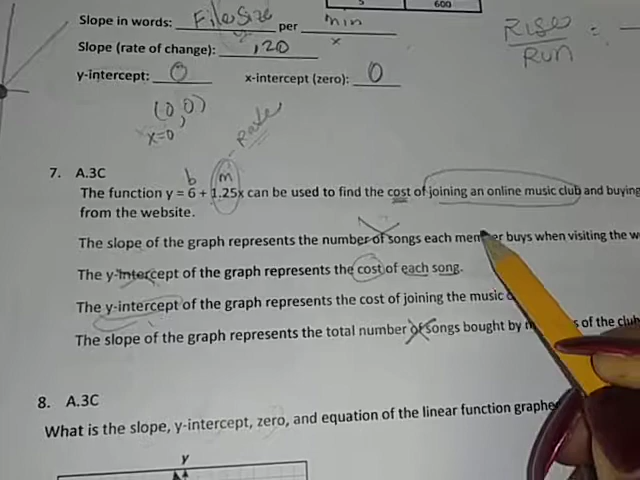 5 600
Slope in words: File Size per min
y x
Slope (rate of change): .120
y-intercept: 0 x-intercept (zero): 0
Rise
Run = -
(0,0)
x=0
- Rate
7. A.3C
b m
The function y = 6 + 1.25x can be used to find the cost of joining an online music club and buying
from the website.
The slope of the graph represents the number of songs each member buys when visiting the w
The y-intercept of the graph represents the cost of each song.
The y-intercept of the graph represents the cost of joining the music
The slope of the graph represents the total number of songs bought by of the club
8. A.3C
What is the slope, y-intercept, zero, and equation of the linear function graphe
y